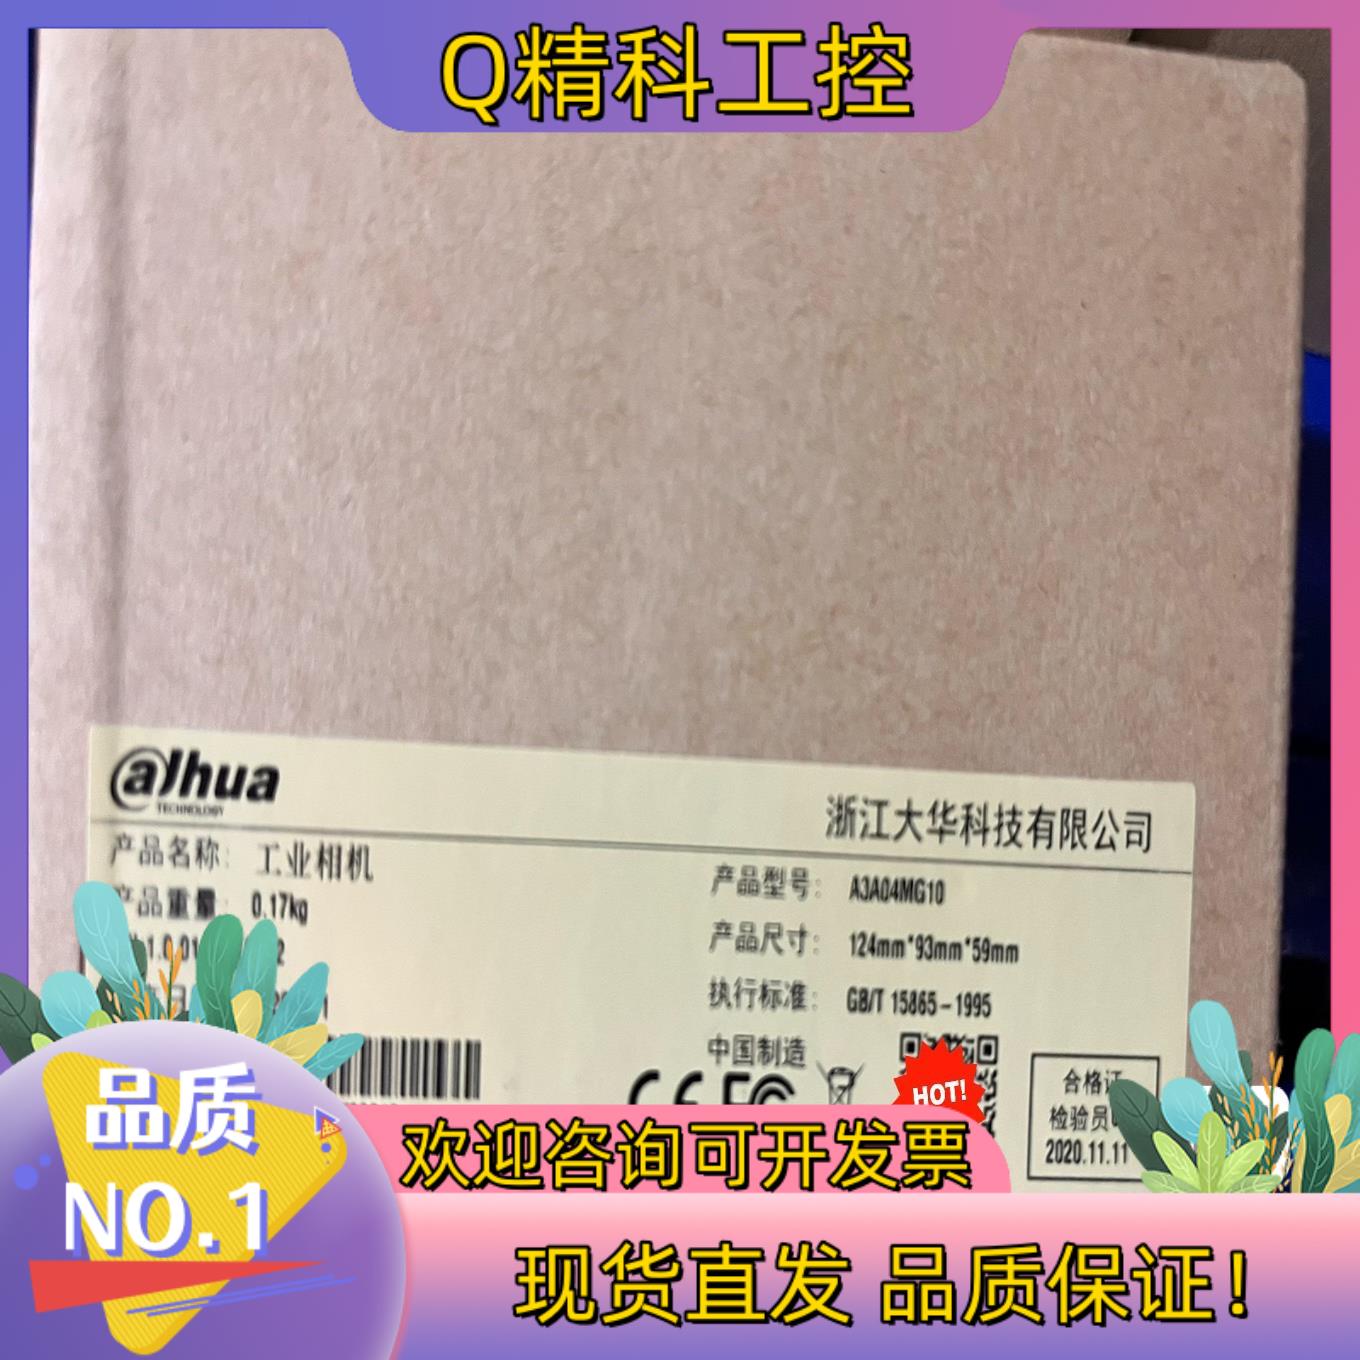 Q精科工控
alhua
TECHNOLOGY
浙江大华科技有限公司
产品名称： 工业相机
产品型号： A3A04MG10
产品重量： 0.17kg
产品尺寸： 124mm*93mm*59mm
执行标准： GB/T 15865-1995
中国制造
CE FC
合格证
检验员
2020.11.11
HOT!
品质
NO.1
品
欢迎咨询可开发票
现货直发 品质保证！